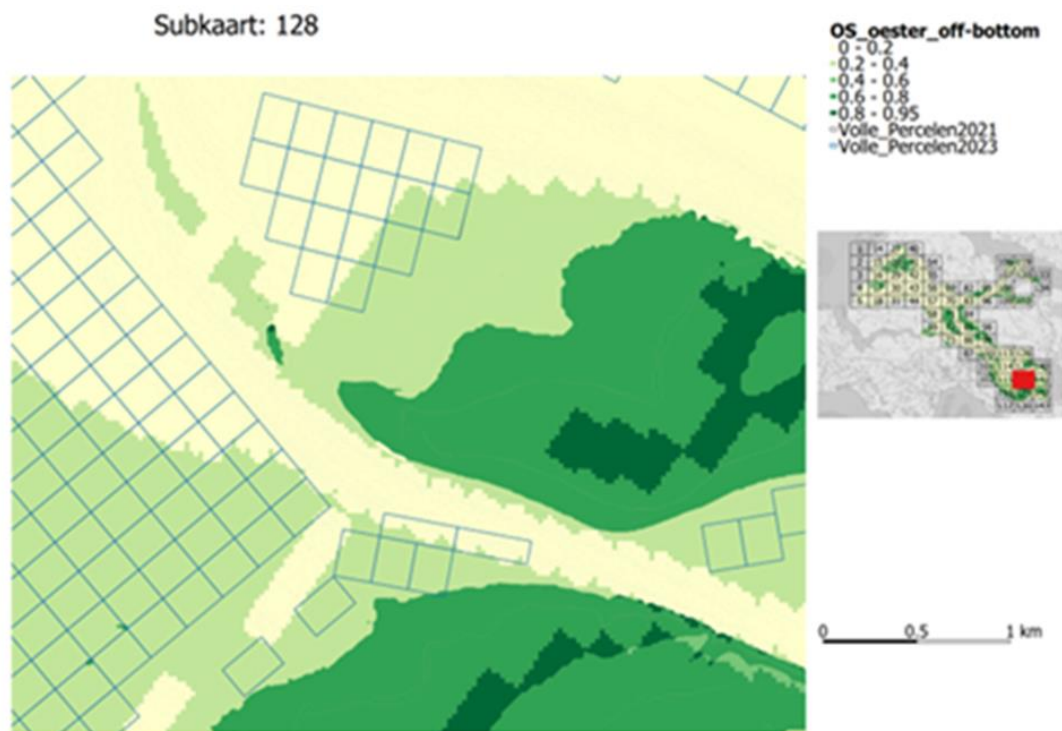 Subkaart: 128
OS_oester_off-bottom
0 - 0.2
0.2 - 0.4
0.4 - 0.6
0.6 - 0.8
0.8 - 0.95
Volle_Percelen2021
Volle_Percelen2023
0 0.5 1 km